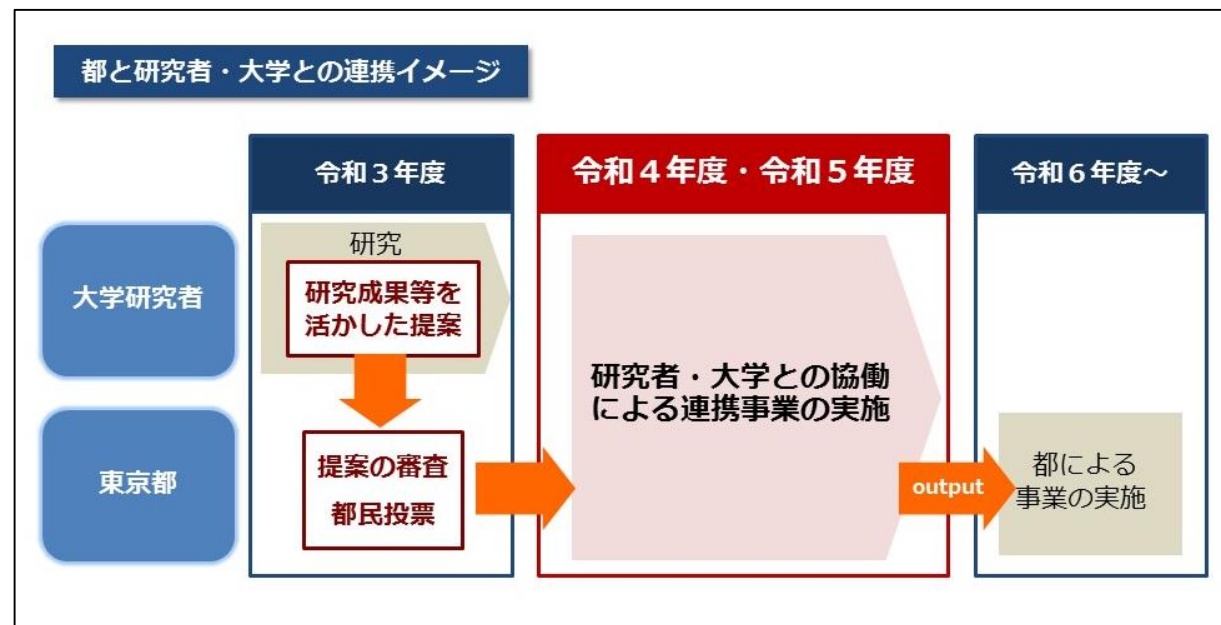 都と研究者・大学との連携イメージ
令和３年度
令和４年度・令和５年度
令和６年度～
大学研究者
研究
研究成果等を
活かした提案
東京都
提案の審査
都民投票
研究者・大学との協働
による連携事業の実施
output
都による
事業の実施